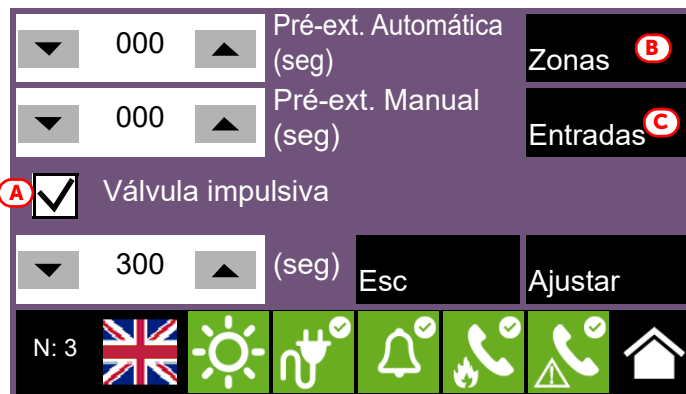 000
Pré-ext. Automática
(seg)
Zonas
B
000
Pré-ext. Manual
(seg)
Entradas
C
A
Válvula impulsiva
300
(seg)
Esc
Ajustar
N: 3